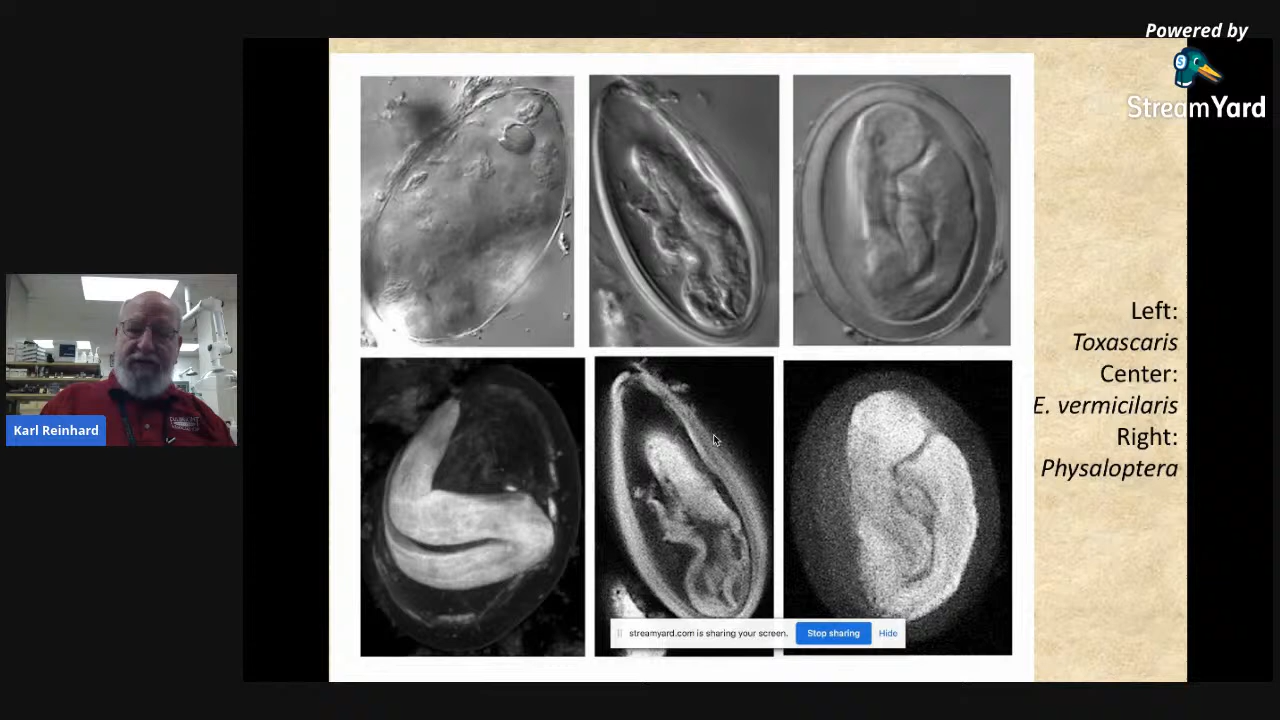 Powered by
StreamYard
Left:
Toxascaris
Center:
E. vermicilaris
Right:
Physaloptera
Karl Reinhard
streamyard.com is sharing your screen.
Stop sharing
Hide